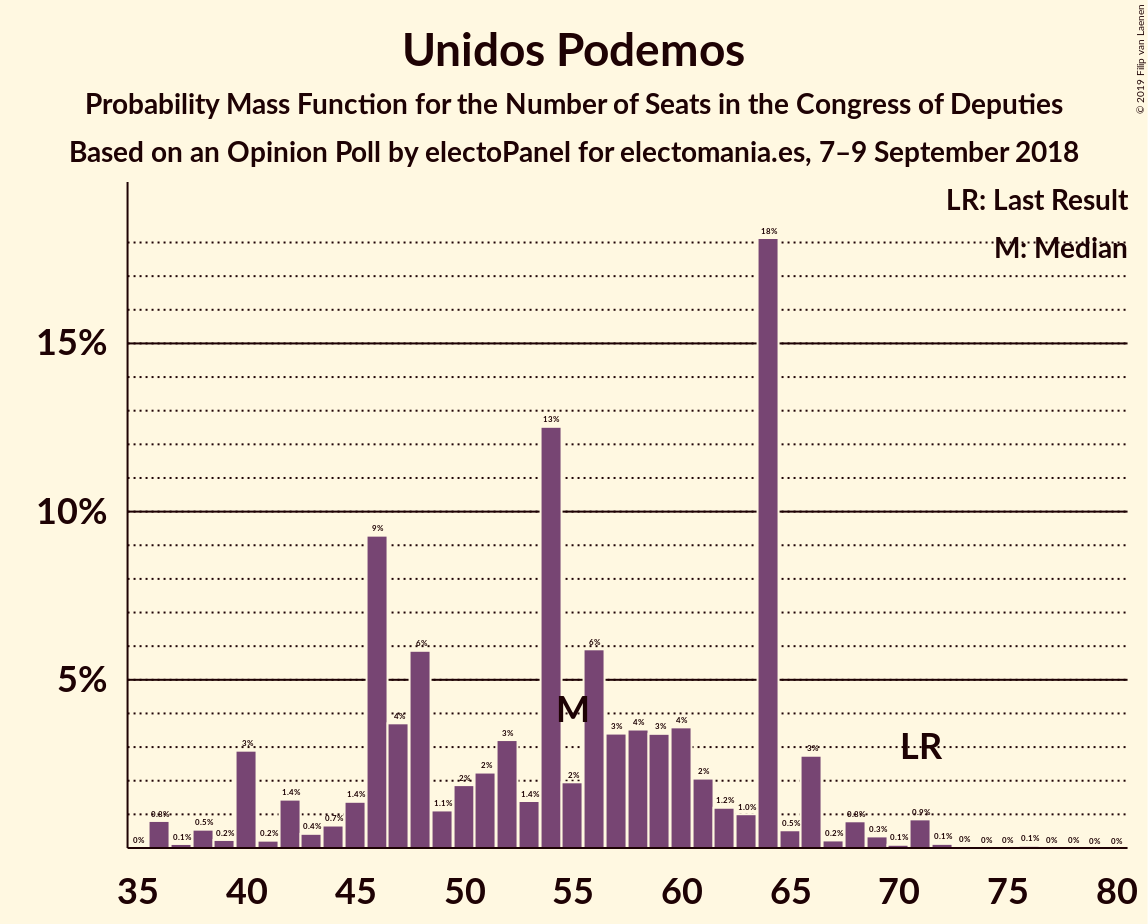 Unidos Podemos
Probability Mass Function for the Number of Seats in the Congress of Deputies
Based on an Opinion Poll by electoPanel for electomania.es, 7–9 September 2018
© 2019 Filip van Laenen
LR: Last Result
M: Median
15%
10%
5%
0% 0.8% 0.1% 0.5% 0.2% 3% 0.2% 1.4% 0.4% 0.7% 1.4% 9% 4% 6% 1.1% 2% 2% 3% 1.4% 13% 2% 6% 3% 4% 3% 4% 2% 1.2% 1.0% 18% 0.5% 3% 0.2% 0.8% 0.3% 0.1% 0.9% 0.1% 0% 0% 0% 0.1% 0% 0% 0% 0%
M
LR
35 40 45 50 55 60 65 70 75 80